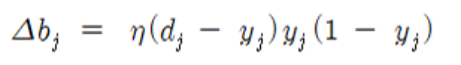 Δb_j = η(d_j − y_j)y_j(1 − y_j)